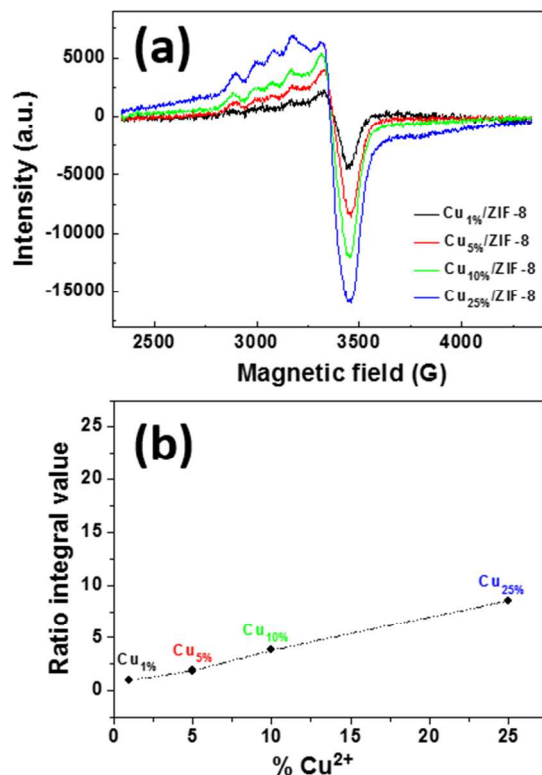 (a)
Intensity (a.u.)
5000
0
-5000
-10000
-15000
Cu1%/ZIF-8
Cu5%/ZIF-8
Cu10%/ZIF-8
Cu25%/ZIF-8
2500 3000 3500 4000
Magnetic field (G)
(b)
Ratio integral value
25
20
15
10
5
0
Cu1%
Cu5%
Cu10%
Cu25%
0 5 10 15 20 25
% Cu2+